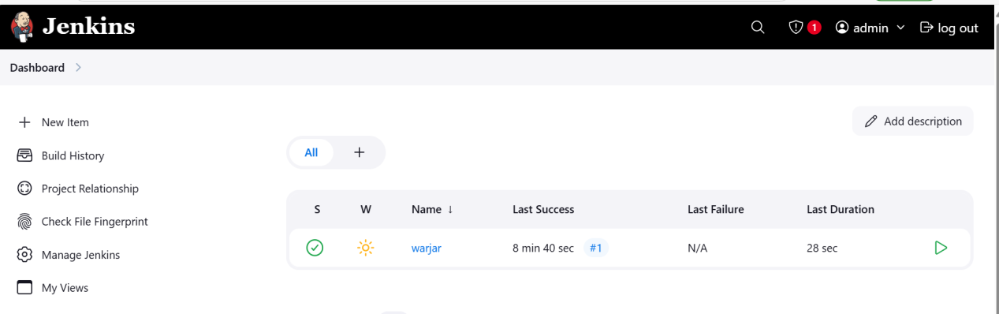 Jenkins
1 admin log out
Dashboard
New Item
Add description
Build History
All +
Project Relationship
S W Name ↓ Last Success Last Failure Last Duration
Check File Fingerprint
warjar 8 min 40 sec #1 N/A 28 sec
Manage Jenkins
My Views